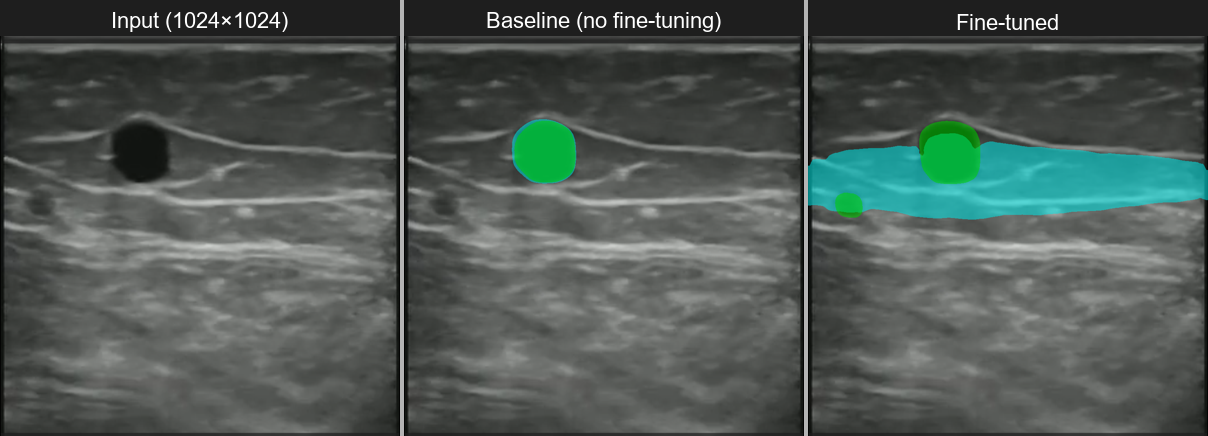 Input (1024×1024)
Baseline (no fine-tuning)
Fine-tuned